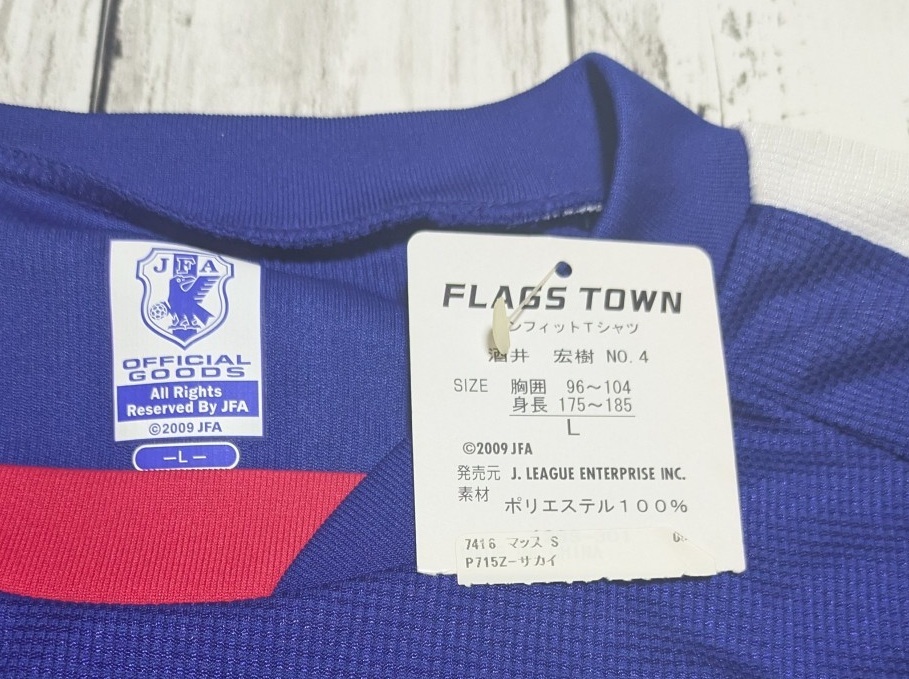 JFA
OFFICIAL
GOODS
All Rights
Reserved By JFA
©2009 JFA
-L-
FLAGS TOWN
ンフィットTシャツ
酒井 宏樹 NO.4
SIZE 胸囲 96～104
身長 175～185
L
©2009 JFA
発売元 J. LEAGUE ENTERPRISE INC.
素材 ポリエステル100％
7416 マッス S
P715Z-サカイ